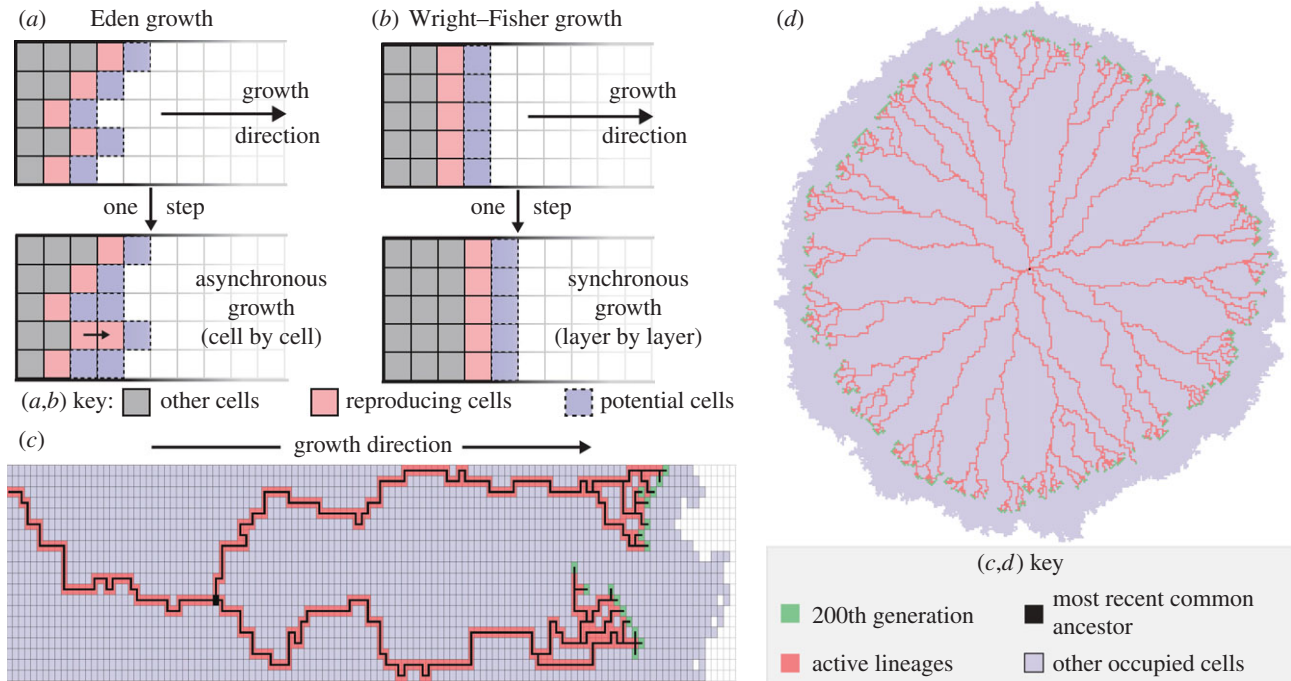 (a)
Eden growth
growth
direction
one step
asynchronous
growth
(cell by cell)
(b)
Wright–Fisher growth
growth
direction
one step
synchronous
growth
(layer by layer)
(a,b) key: other cells reproducing cells potential cells
(c)
growth direction
(d)
(c,d) key
200th generation
most recent common
ancestor
active lineages
other occupied cells